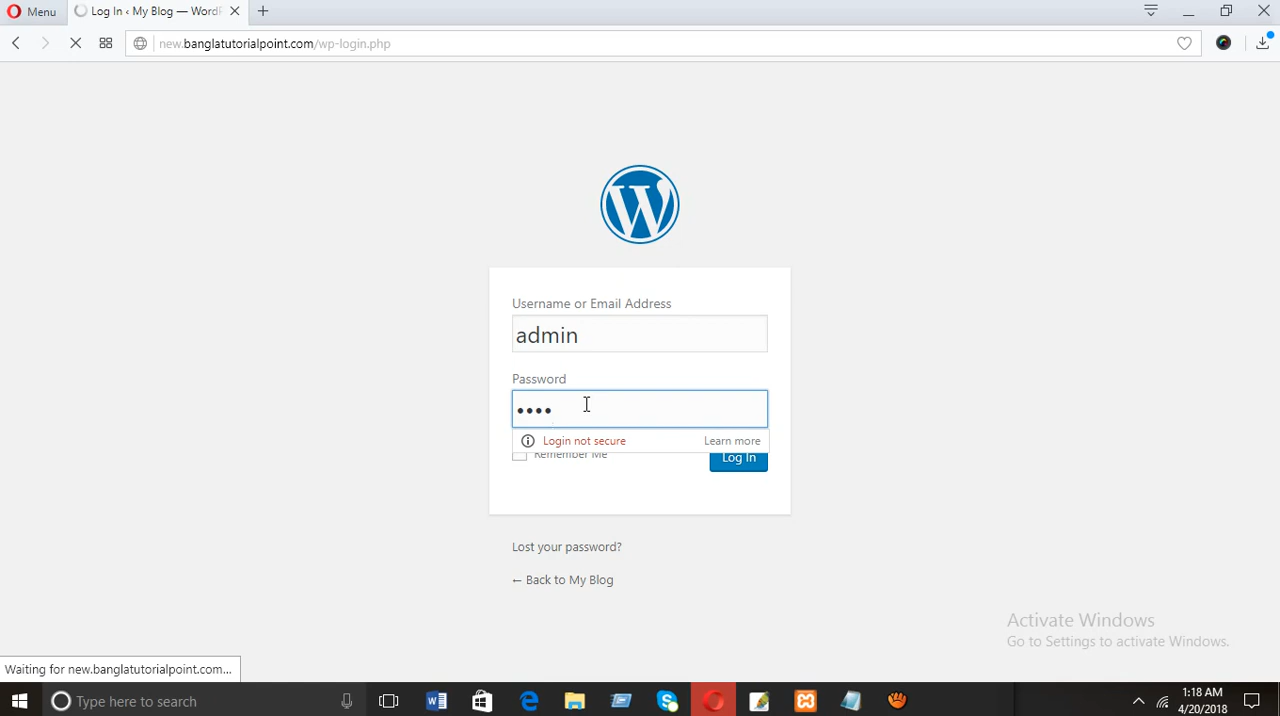 Menu
Log In ‹ My Blog — WordP
new.banglatutorialpoint.com/wp-login.php
Username or Email Address
admin
Password
••••
Login not secure
Learn more
Remember Me
Log In
Lost your password?
← Back to My Blog
Activate Windows
Go to Settings to activate Windows.
Waiting for new.banglatutorialpoint.com...
Type here to search
1:18 AM
4/20/2018